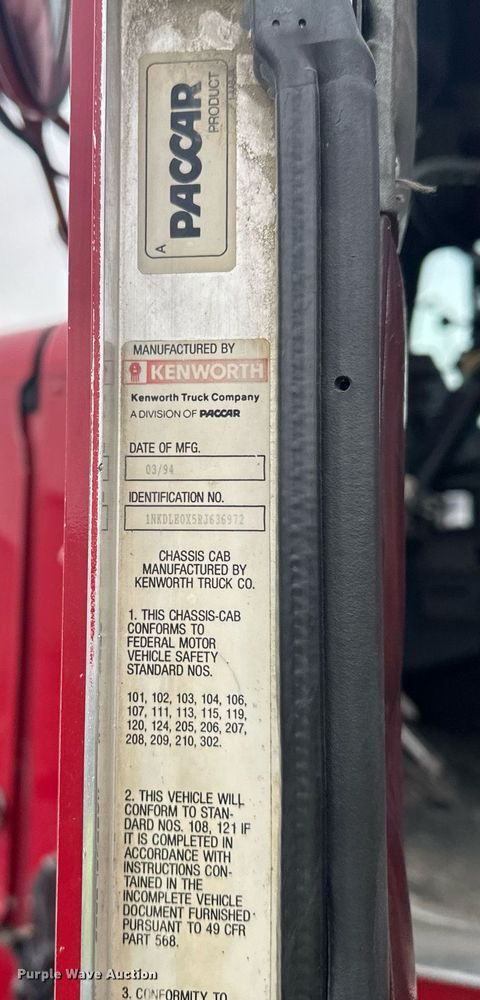 A
PACCAR
PRODUCT
MANUFACTURED BY
KENWORTH
Kenworth Truck Company
A DIVISION OF PACCAR
DATE OF MFG.
03/94
IDENTIFICATION NO.
1NKDLE0X5RJ636972
CHASSIS CAB
MANUFACTURED BY
KENWORTH TRUCK CO.
1. THIS CHASSIS-CAB
CONFORMS TO
FEDERAL MOTOR
VEHICLE SAFETY
STANDARD NOS.
101, 102, 103, 104, 106,
107, 111, 113, 115, 119,
120, 124, 205, 206, 207,
208, 209, 210, 302.
2. THIS VEHICLE WILL
CONFORM TO STAN-
DARD NOS. 108, 121 IF
IT IS COMPLETED IN
ACCORDANCE WITH
INSTRUCTIONS CON-
TAINED IN THE
INCOMPLETE VEHICLE
DOCUMENT FURNISHED
PURSUANT TO 49 CFR
PART 568.
3. CONFORMITY TO
Purple Wave Auction